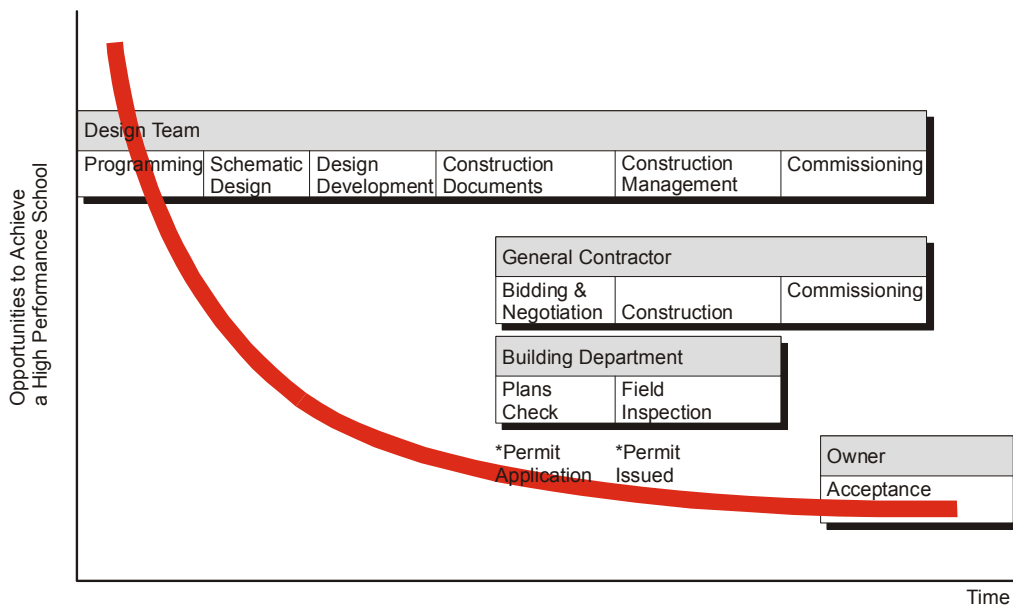 Opportunities to Achieve
a High Performance School
Design Team
Programming
Schematic
Design
Design
Development
Construction
Documents
Construction
Management
Commissioning
General Contractor
Bidding &
Negotiation
Construction
Commissioning
Building Department
Plans
Check
Field
Inspection
*Permit
Application
*Permit
Issued
Owner
Acceptance
Time